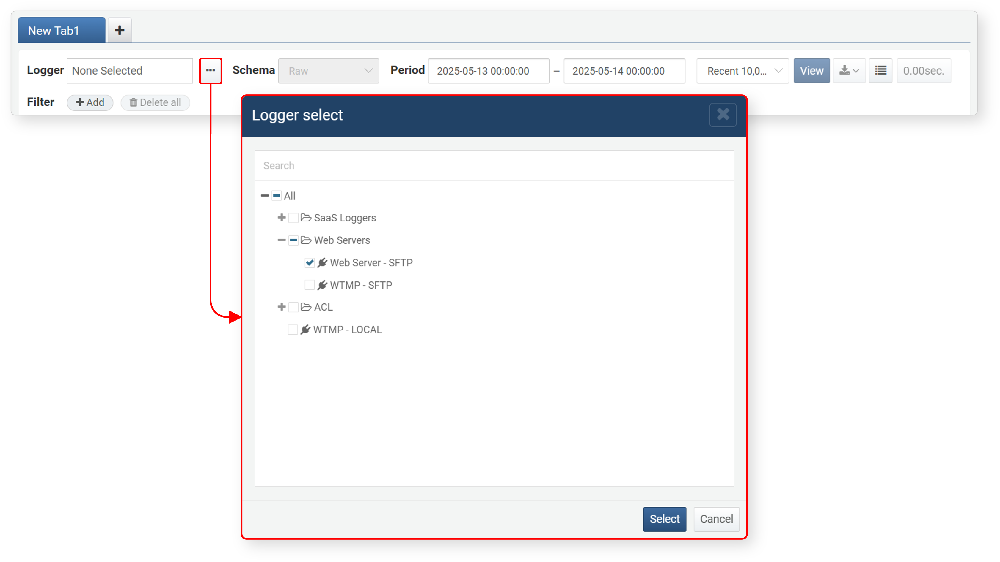 New Tab1
Logger None Selected Schema Raw Period 2025-05-13 00:00:00 – 2025-05-14 00:00:00 Recent 10,0... View 0.00sec.
Filter Add Delete all
Logger select
Search
All
SaaS Loggers
Web Servers
Web Server - SFTP
WTMP - SFTP
ACL
WTMP - LOCAL
Select Cancel